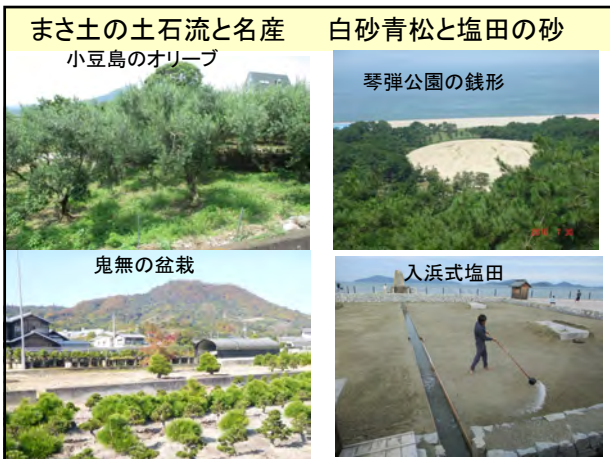 まさ土の土石流と名産　白砂青松と塩田の砂
小豆島のオリーブ
琴弾公園の銭形
鬼無の盆栽
入浜式塩田